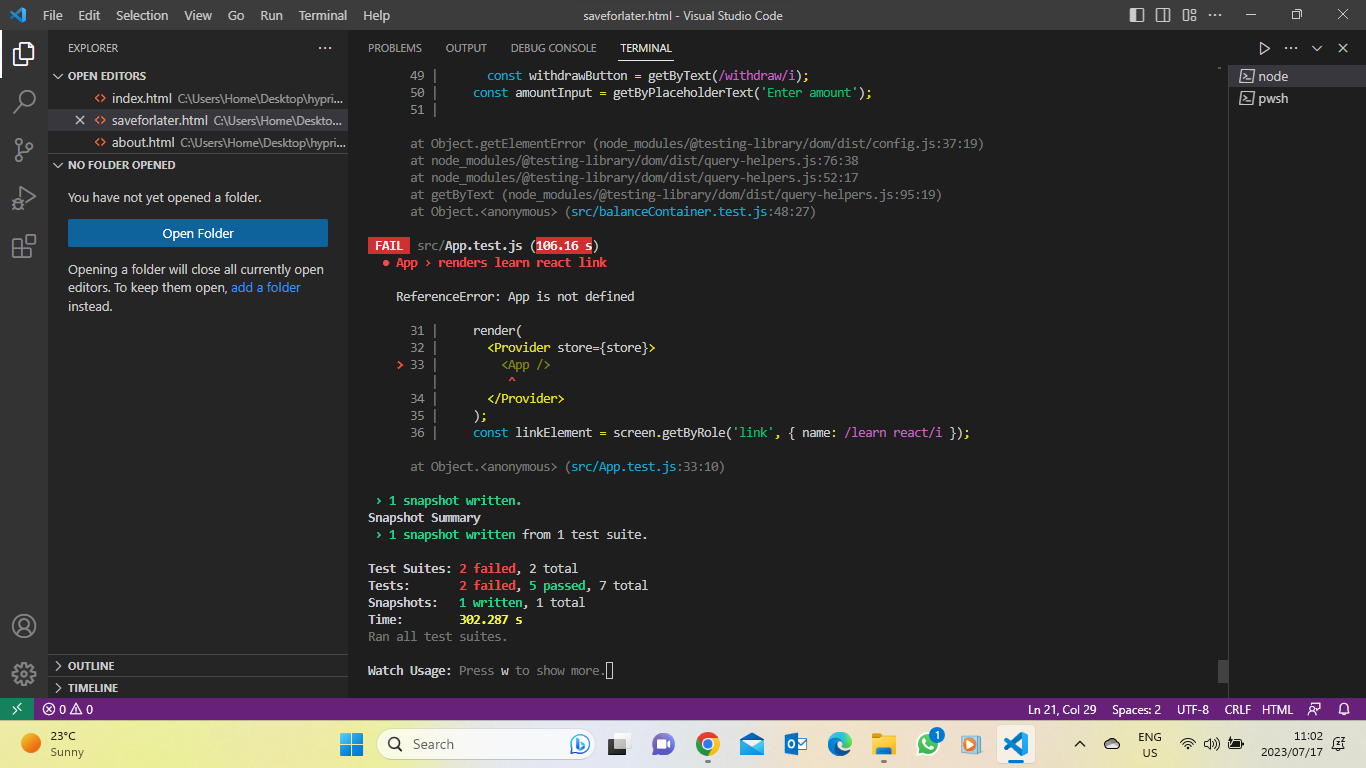 File Edit Selection View Go Run Terminal Help
saveforlater.html - Visual Studio Code
EXPLORER
OPEN EDITORS
index.html C:\Users\Home\Desktop\hypri...
saveforlater.html C:\Users\Home\Deskto...
about.html C:\Users\Home\Desktop\hypri...
NO FOLDER OPENED
You have not yet opened a folder.
Open Folder
Opening a folder will close all currently open
editors. To keep them open, add a folder
instead.
OUTLINE
TIMELINE
PROBLEMS OUTPUT DEBUG CONSOLE TERMINAL
49 | const withdrawButton = getByText(/withdraw/i);
50 | const amountInput = getByPlaceholderText('Enter amount');
51 |
at Object.getElementError (node_modules/@testing-library/dom/dist/config.js:37:19)
at node_modules/@testing-library/dom/dist/query-helpers.js:76:38
at node_modules/@testing-library/dom/dist/query-helpers.js:52:17
at getByText (node_modules/@testing-library/dom/dist/query-helpers.js:95:19)
at Object.<anonymous> (src/balanceContainer.test.js:48:27)
FAIL src/App.test.js (106.16 s)
● App › renders learn react link
ReferenceError: App is not defined
31 | render(
32 | <Provider store={store}>
> 33 | <App />
| ^
34 | </Provider>
35 | );
36 | const linkElement = screen.getByRole('link', { name: /learn react/i });
at Object.<anonymous> (src/App.test.js:33:10)
› 1 snapshot written.
Snapshot Summary
› 1 snapshot written from 1 test suite.
Test Suites: 2 failed, 2 total
Tests: 2 failed, 5 passed, 7 total
Snapshots: 1 written, 1 total
Time: 302.287 s
Ran all test suites.
Watch Usage: Press w to show more.
node
pwsh
0 0
Ln 21, Col 29 Spaces: 2 UTF-8 CRLF HTML
23°C
Sunny
Search
1
ENG
US
11:02
2023/07/17